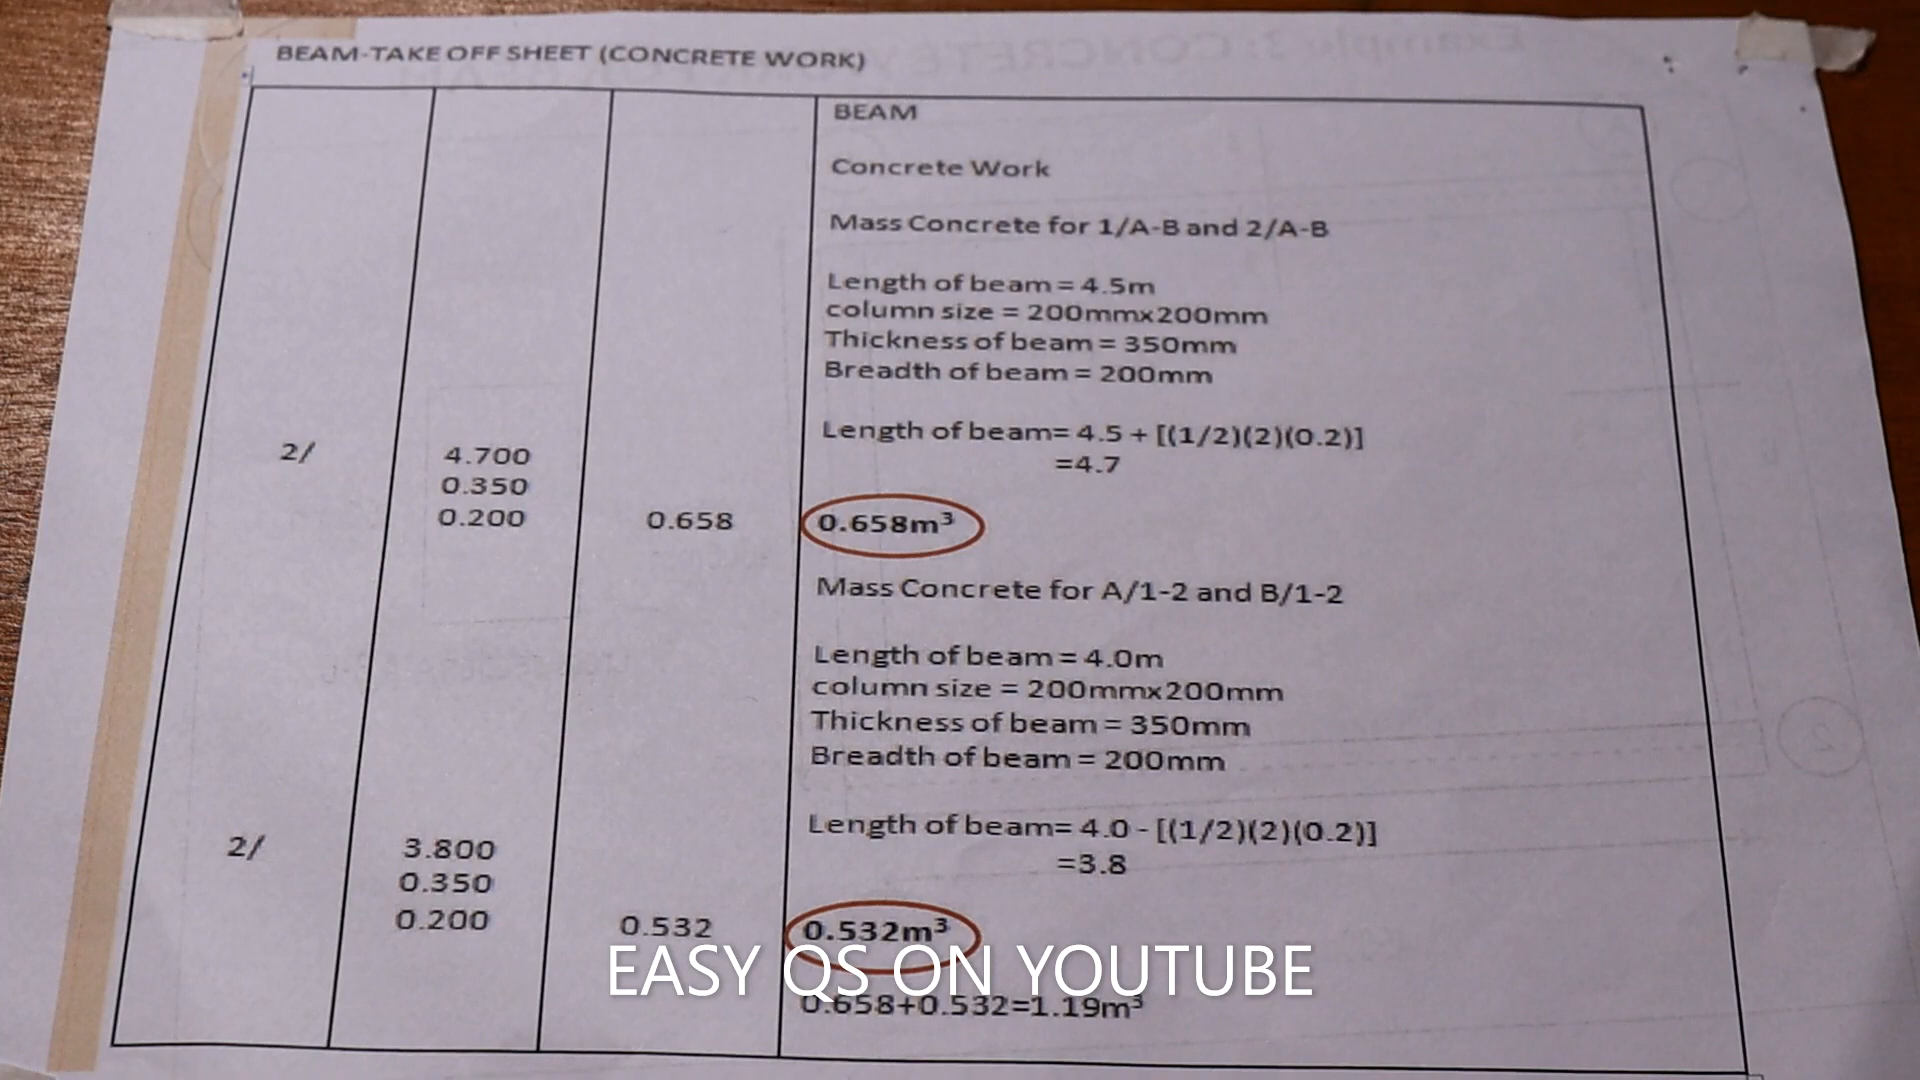 BEAM-TAKE OFF SHEET (CONCRETE WORK)
BEAM
Concrete Work
Mass Concrete for 1/A-B and 2/A-B
Length of beam = 4.5m
column size = 200mmx200mm
Thickness of beam = 350mm
Breadth of beam = 200mm
Length of beam= 4.5 + [(1/2)(2)(0.2)]
=4.7
2/ 4.700
0.350
0.200 0.658 0.658m³
Mass Concrete for A/1-2 and B/1-2
Length of beam = 4.0m
column size = 200mmx200mm
Thickness of beam = 350mm
Breadth of beam = 200mm
Length of beam= 4.0 - [(1/2)(2)(0.2)]
=3.8
2/ 3.800
0.350
0.200 0.532 0.532m³
EASY QS ON YOUTUBE
0.658+0.532=1.19m³